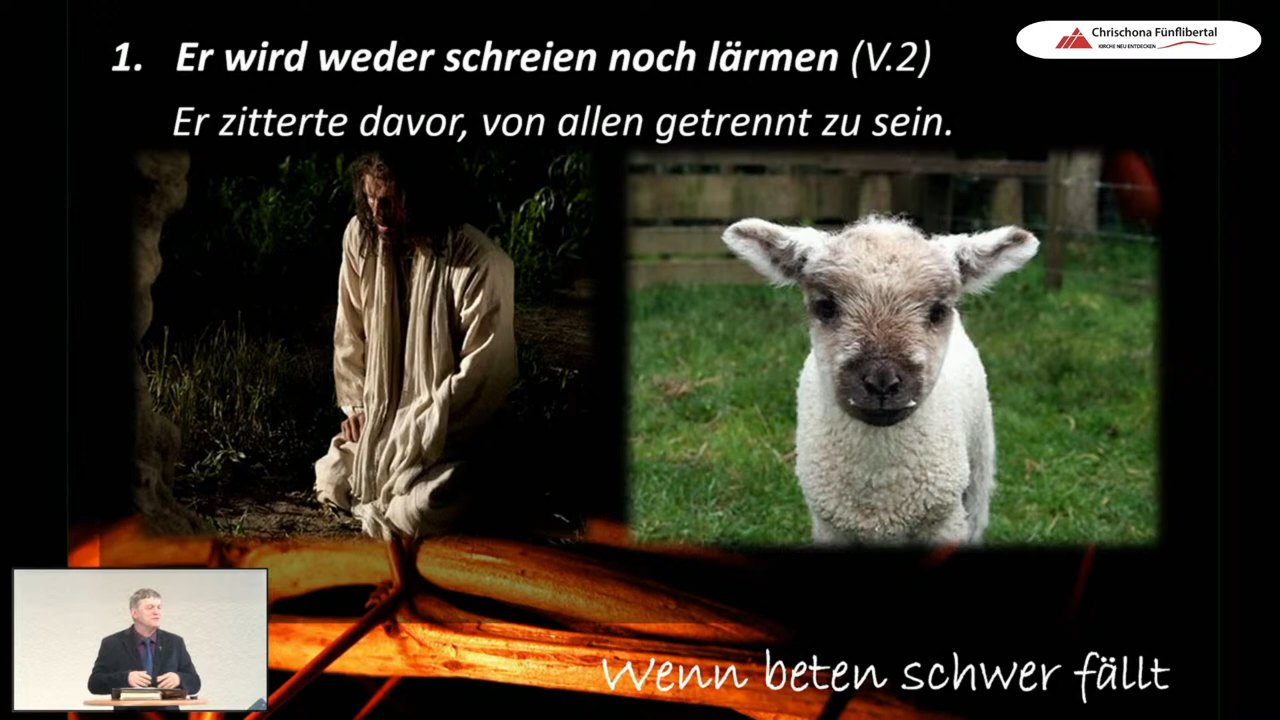 Chrischona Fünflibertal
KIRCHE NEU ENTDECKEN
1. Er wird weder schreien noch lärmen (V.2)
Er zitterte davor, von allen getrennt zu sein.
Wenn beten schwer fällt